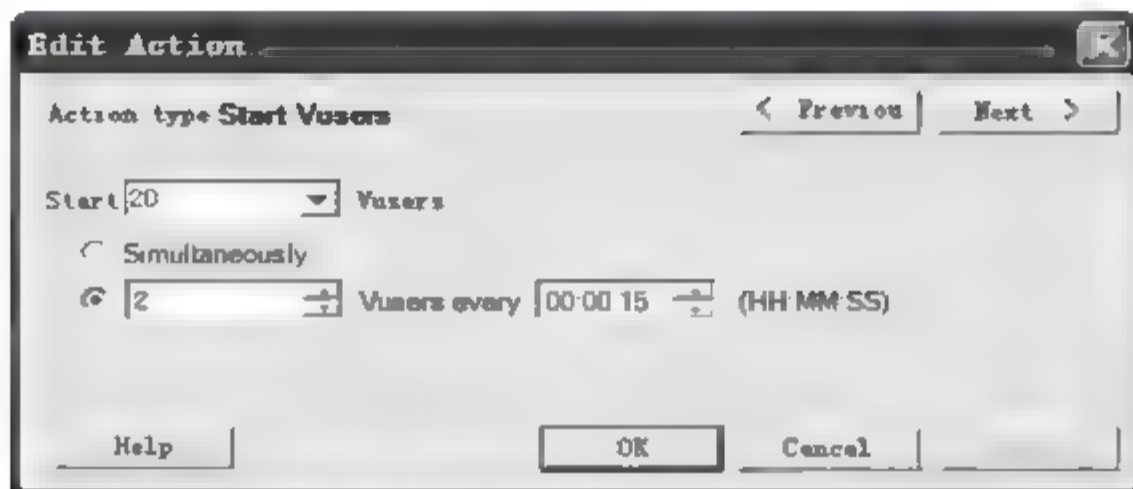 Edit Action
Action type Start Vusers
< Previou
Next >
Start 20 Vusers
Simultaneously
2 Vusers every 00:00 15 (HH MM SS)
Help
OK
Cancel